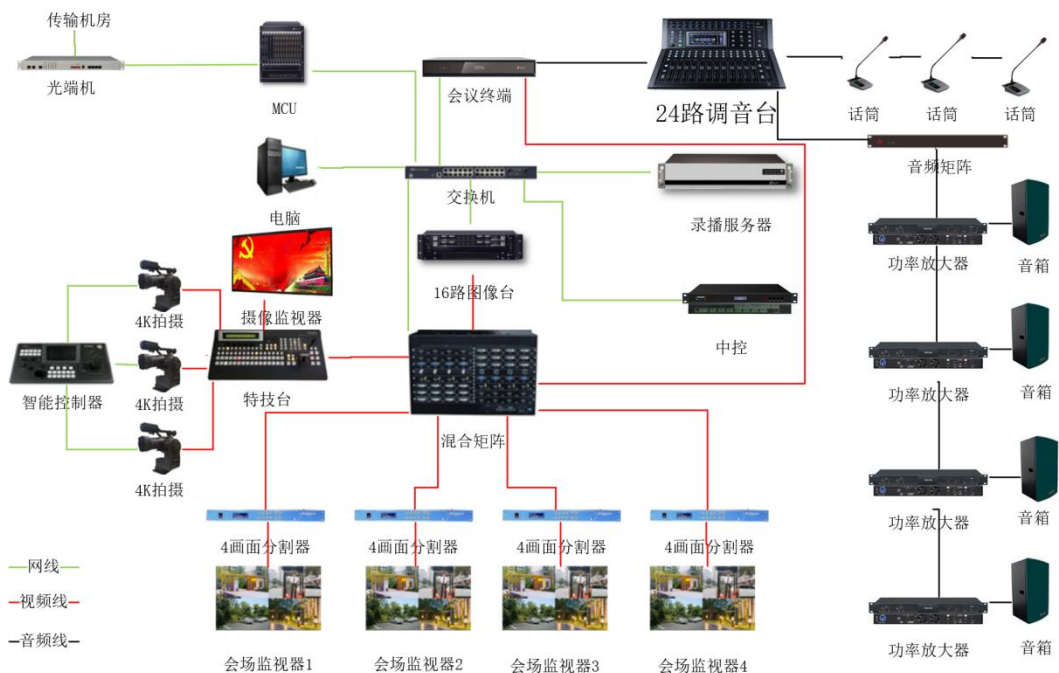 传输机房
光端机
MCU
会议终端
24路调音台
话筒
话筒
话筒
音频矩阵
电脑
交换机
录播服务器
功率放大器
音箱
4K拍摄
摄像监视器
16路图像台
中控
智能控制器
4K拍摄
特技台
功率放大器
音箱
混合矩阵
4K拍摄
功率放大器
音箱
4画面分割器
4画面分割器
4画面分割器
4画面分割器
网线
视频线
音频线
功率放大器
音箱
会场监视器1
会场监视器2
会场监视器3
会场监视器4